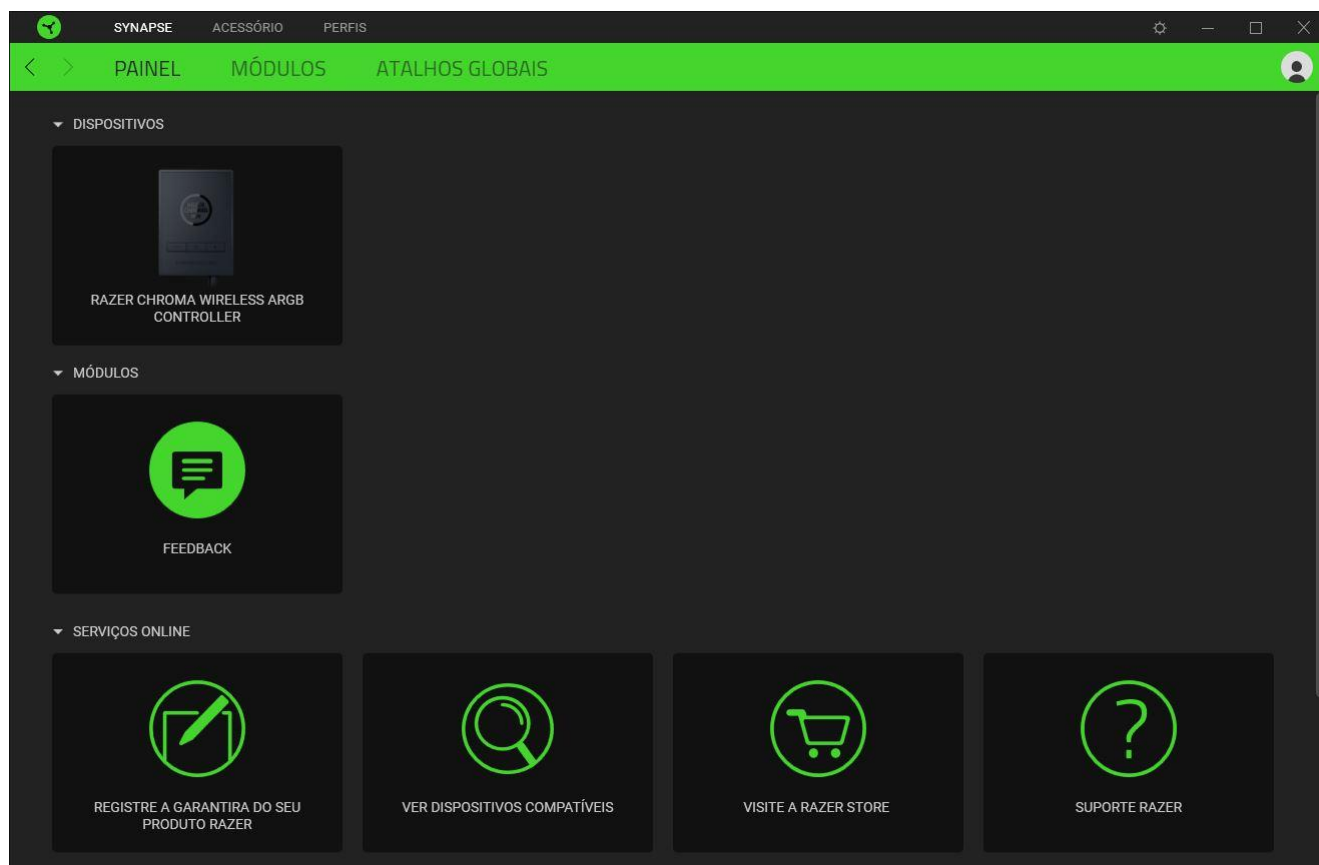 SYNAPSE ACESSÓRIO PERFIS
PAINEL MÓDULOS ATALHOS GLOBAIS
DISPOSITIVOS
RAZER CHROMA WIRELESS ARGB
CONTROLLER
MÓDULOS
FEEDBACK
SERVIÇOS ONLINE
REGISTRE A GARANTIRA DO SEU
PRODUTO RAZER
VER DISPOSITIVOS COMPATÍVEIS
VISITE A RAZER STORE
SUPORTE RAZER